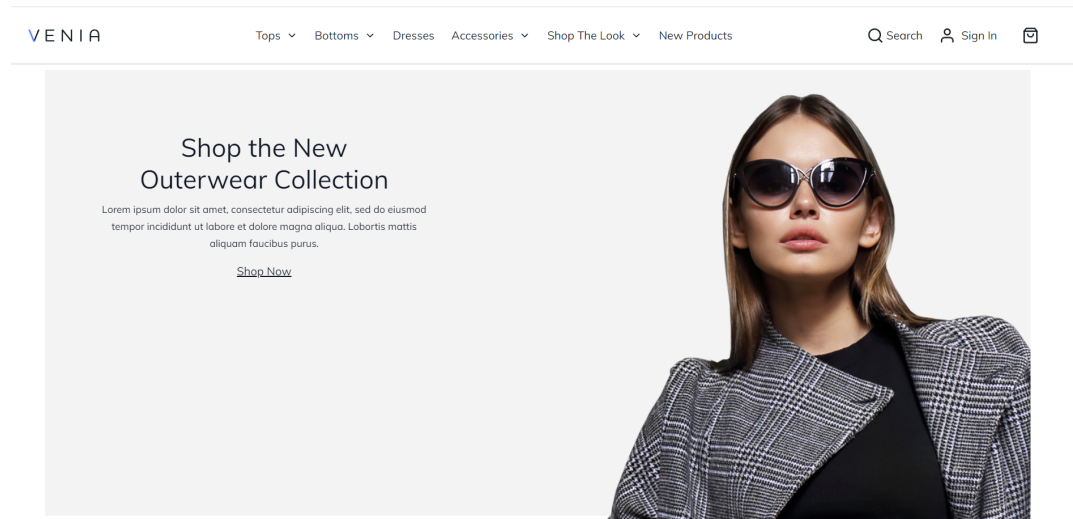 VENIA
Tops Bottoms Dresses Accessories Shop The Look New Products Search Sign In
Shop the New
Outerwear Collection
Lorem ipsum dolor sit amet, consectetur adipiscing elit, sed do eiusmod
tempor incididunt ut labore et dolore magna aliqua. Lobortis mattis
aliquam faucibus purus.
Shop Now